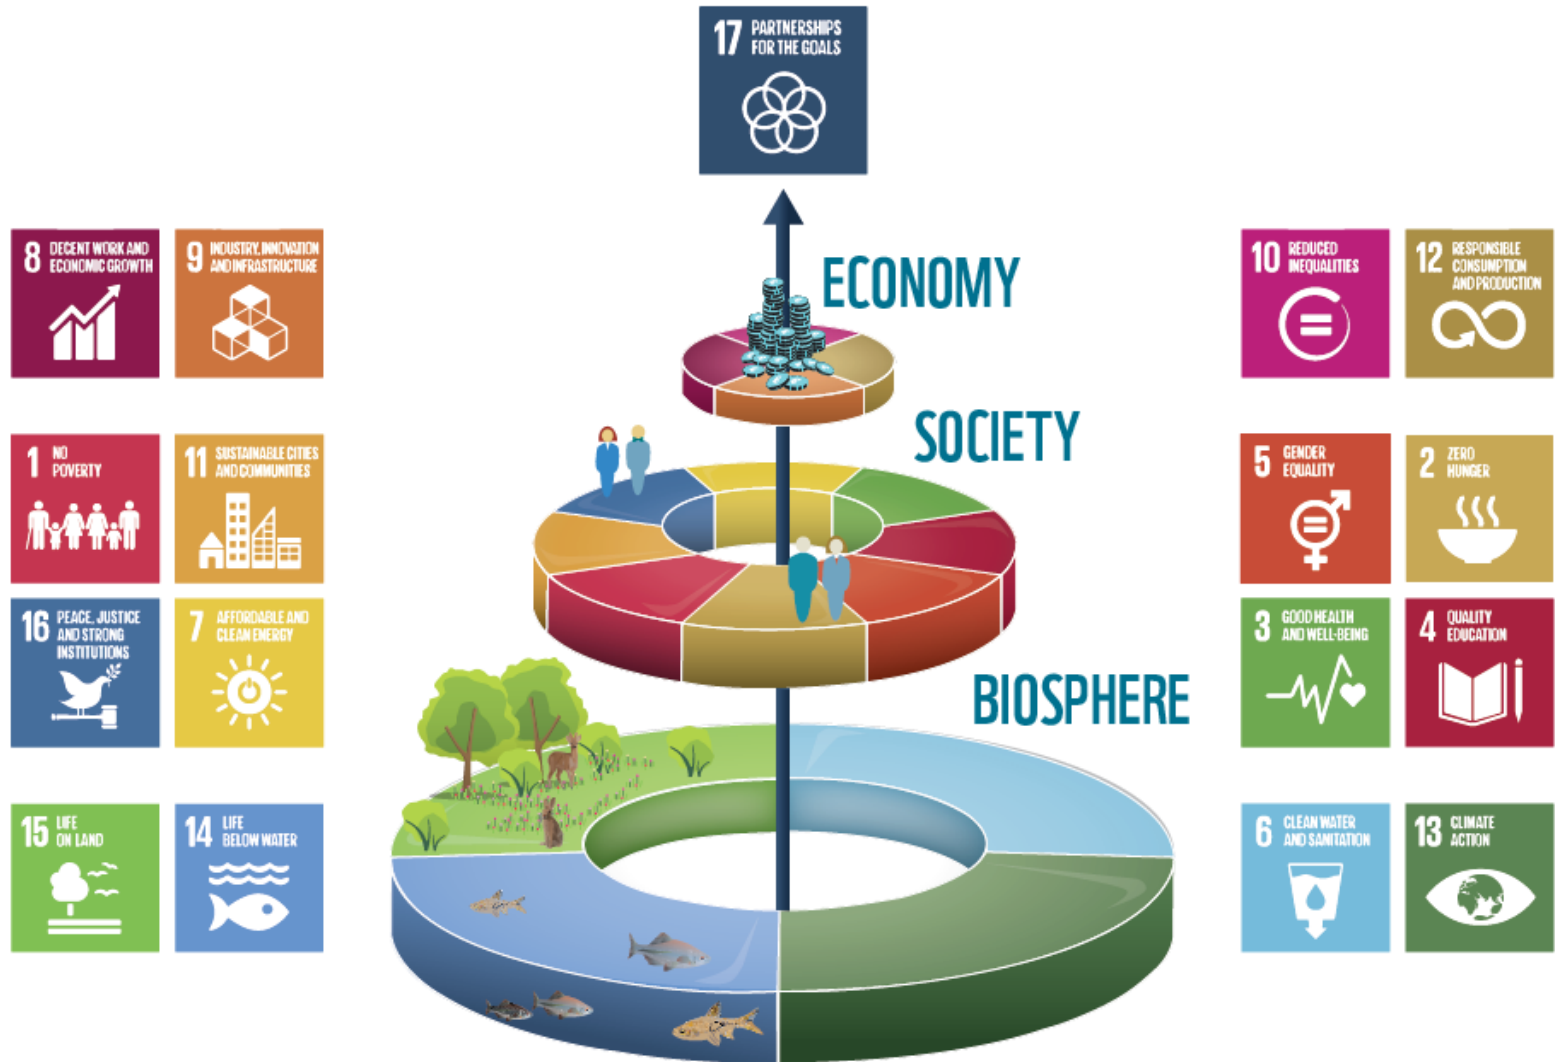 17 PARTNERSHIPS
FOR THE GOALS
8 DECENT WORK AND
ECONOMIC GROWTH
9 INDUSTRY, INNOVATION
AND INFRASTRUCTURE
ECONOMY
10 REDUCED
INEQUALITIES
12 RESPONSIBLE
CONSUMPTION
AND PRODUCTION
1 NO
POVERTY
11 SUSTAINABLE CITIES
AND COMMUNITIES
SOCIETY
5 GENDER
EQUALITY
2 ZERO
HUNGER
16 PEACE, JUSTICE
AND STRONG
INSTITUTIONS
7 AFFORDABLE AND
CLEAN ENERGY
3 GOOD HEALTH
AND WELL-BEING
4 QUALITY
EDUCATION
BIOSPHERE
15 LIFE
ON LAND
14 LIFE
BELOW WATER
6 CLEAN WATER
AND SANITATION
13 CLIMATE
ACTION